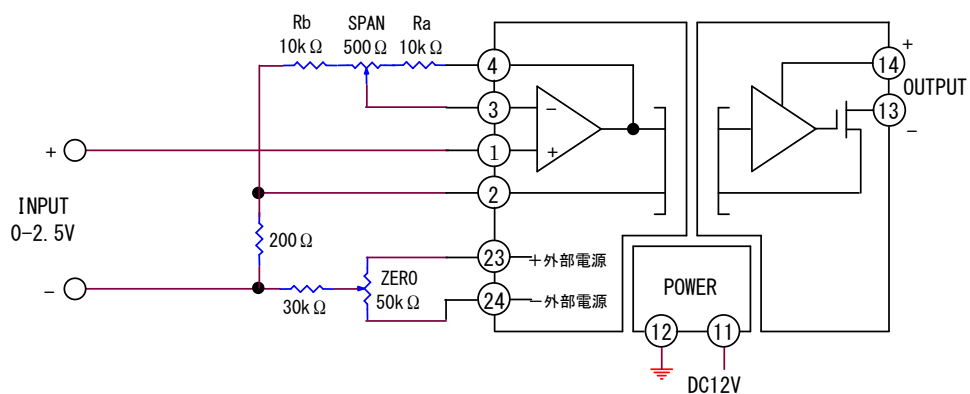 Rb
10kΩ
SPAN
500Ω
Ra
10kΩ
4
3
1
2
23
24
+
INPUT
0-2.5V
-
200Ω
30kΩ
ZERO
50kΩ
-
+
+外部電源
-外部電源
POWER
12
11
DC12V
+
14
OUTPUT
13
-